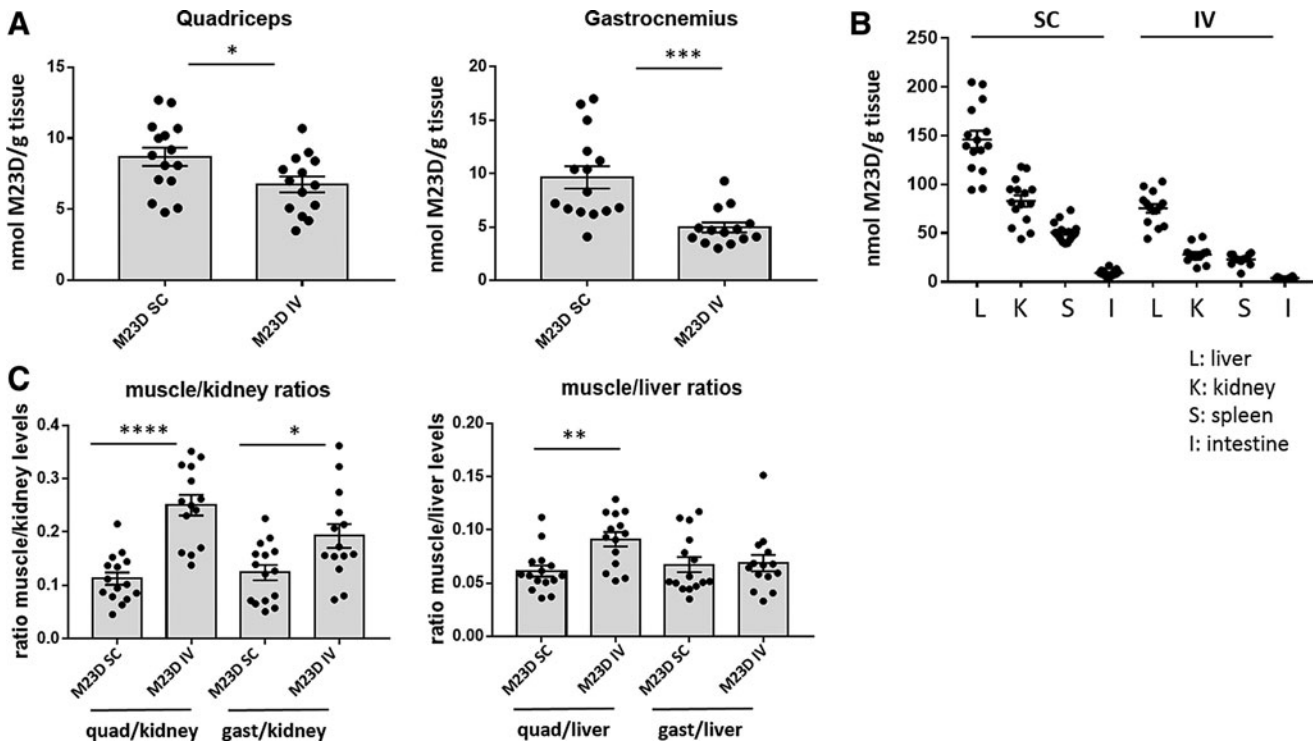 A
Quadriceps
*
nmol M23D/g tissue
15
10
5
0
M23D SC
M23D IV
Gastrocnemius
***
nmol M23D/g tissue
20
15
10
5
0
M23D SC
M23D IV
B
SC
IV
nmol M23D/g tissue
250
200
150
100
50
0
L K S I L K S I
L: liver
K: kidney
S: spleen
I: intestine
C
muscle/kidney ratios
ratio muscle/kidney levels
0.4
0.3
0.2
0.1
0.0
****
*
M23D SC
M23D IV
M23D SC
M23D IV
quad/kidney
gast/kidney
muscle/liver ratios
ratio muscle/liver levels
0.20
0.15
0.10
0.05
0.00
**
M23D SC
M23D IV
M23D SC
M23D IV
quad/liver
gast/liver